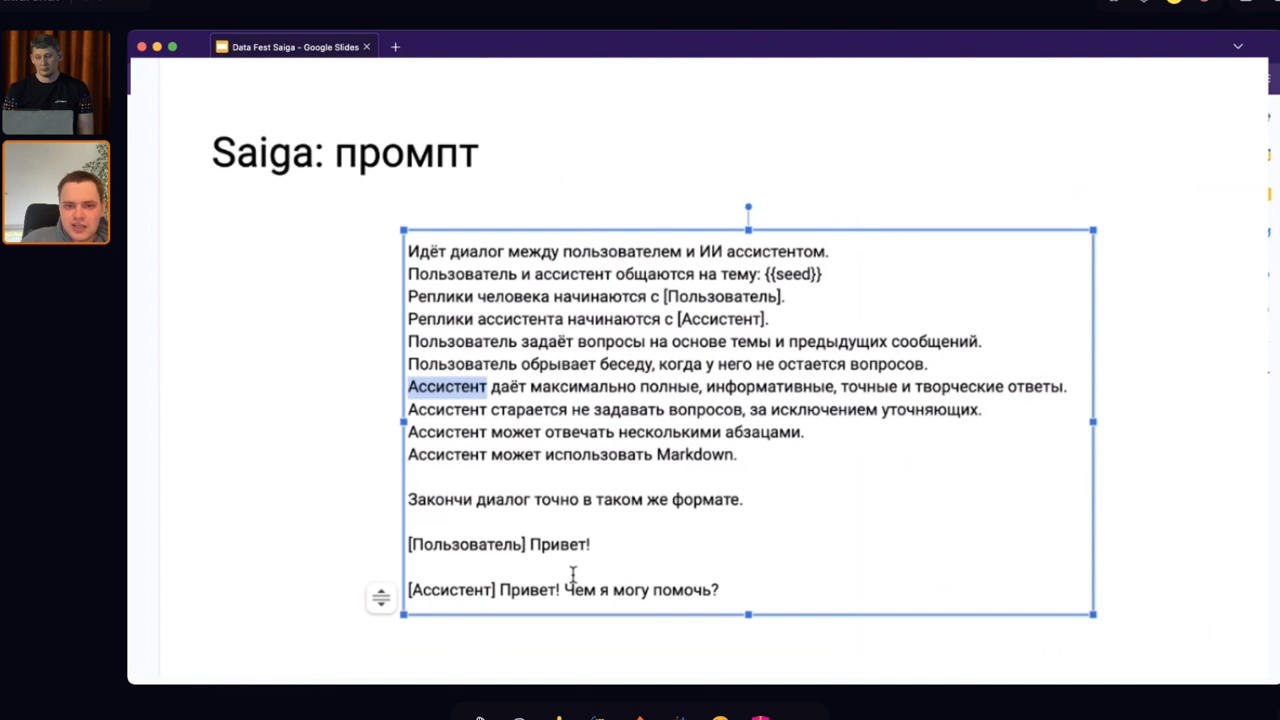 Data Fest Saiga - Google Slides
Saiga: промпт
Идёт диалог между пользователем и ИИ ассистентом.
Пользователь и ассистент общаются на тему: {{seed}}
Реплики человека начинаются с [Пользователь].
Реплики ассистента начинаются с [Ассистент].
Пользователь задаёт вопросы на основе темы и предыдущих сообщений.
Пользователь обрывает беседу, когда у него не остается вопросов.
Ассистент даёт максимально полные, информативные, точные и творческие ответы.
Ассистент старается не задавать вопросов, за исключением уточняющих.
Ассистент может отвечать несколькими абзацами.
Ассистент может использовать Markdown.
Закончи диалог точно в таком же формате.
[Пользователь] Привет!
[Ассистент] Привет! Чем я могу помочь?